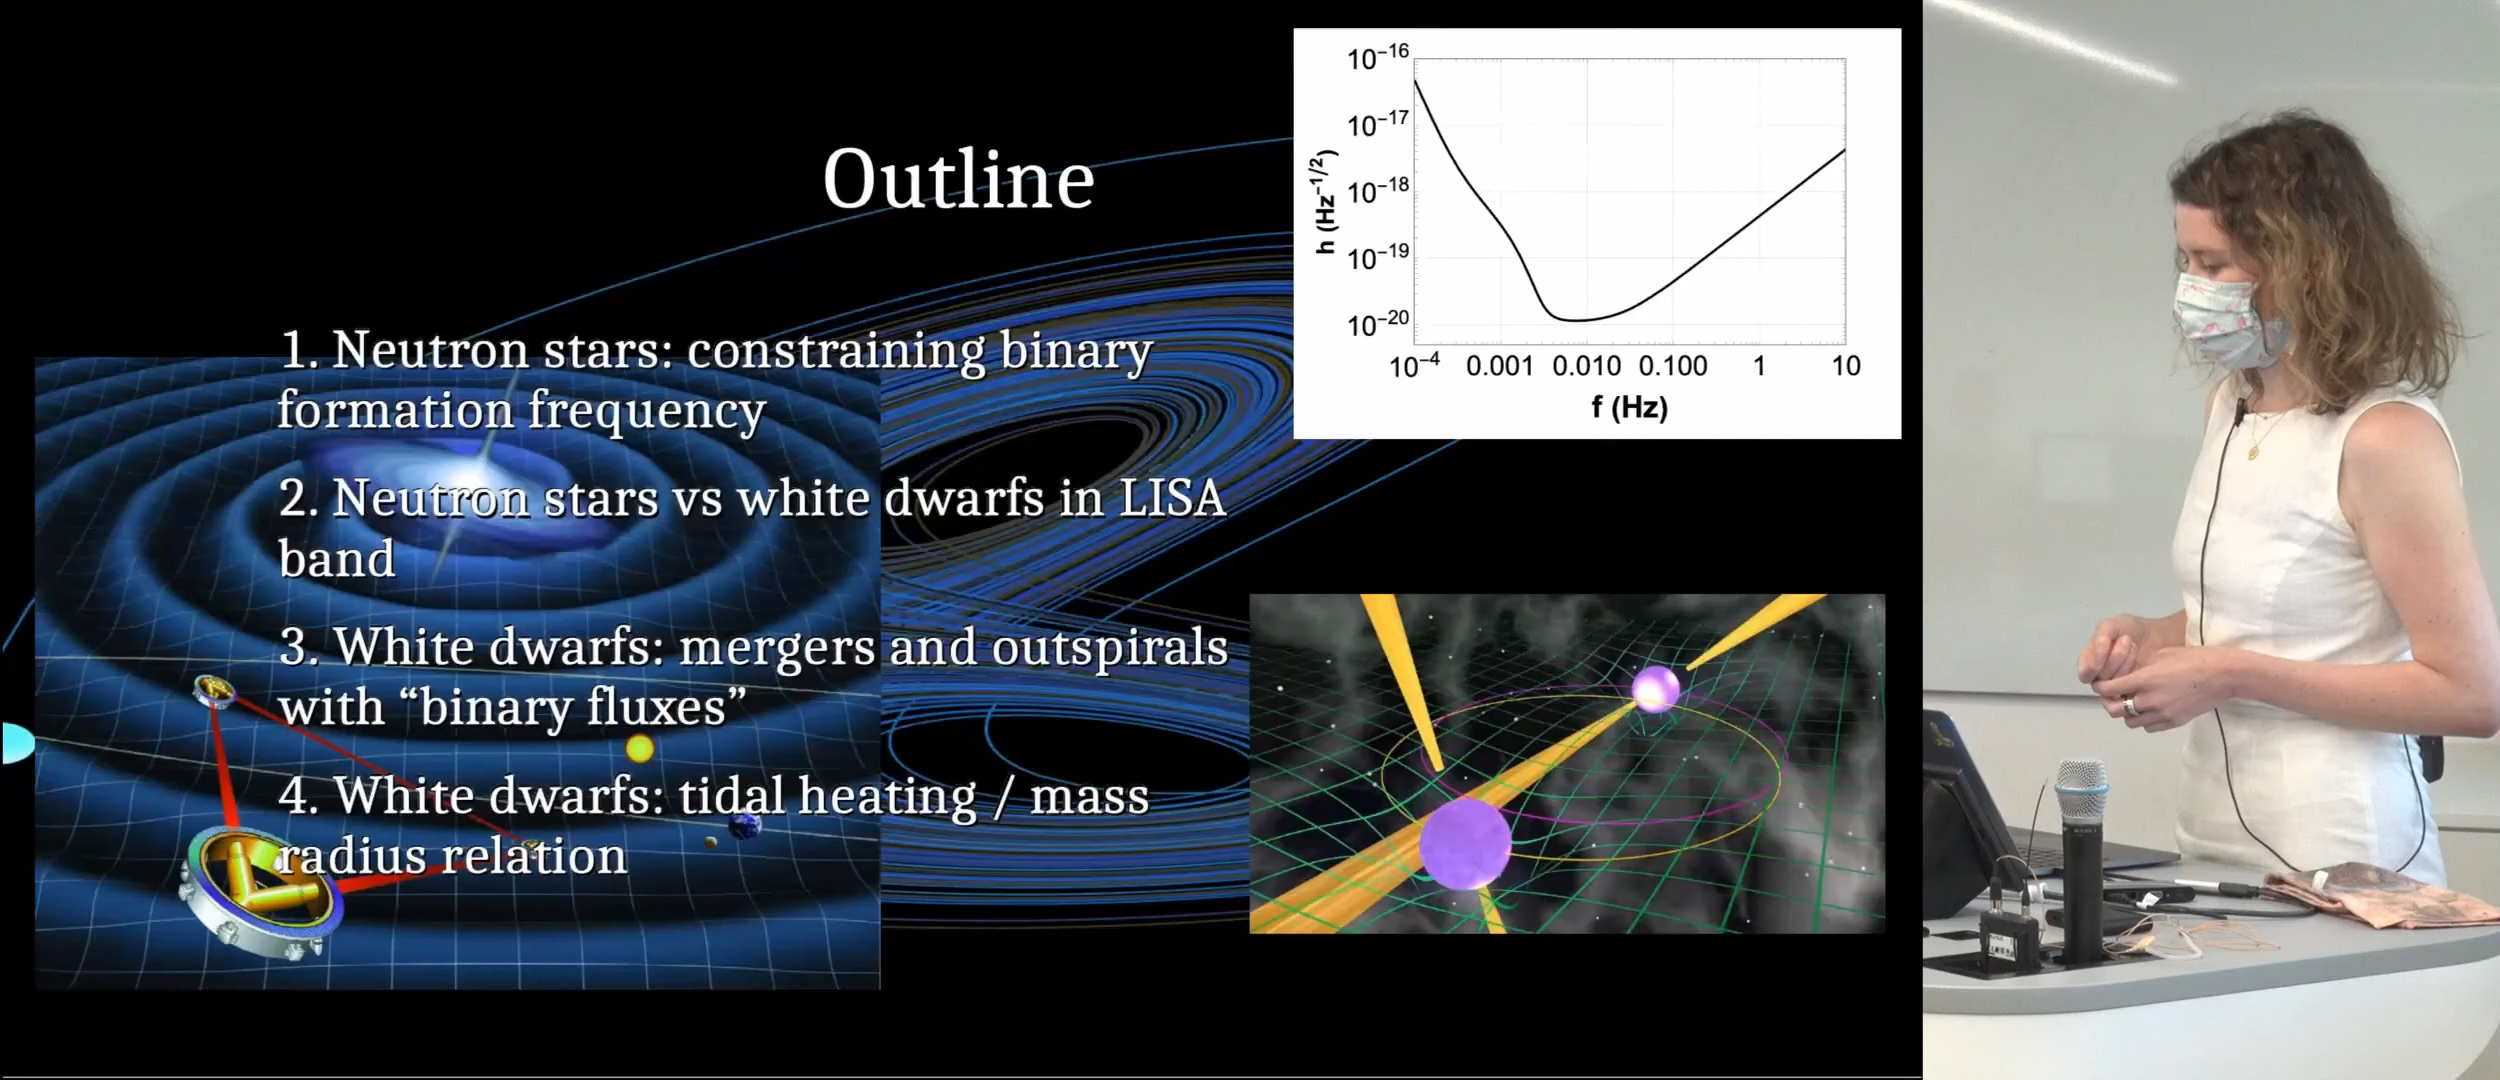 Outline
1. Neutron stars: constraining binary
formation frequency
2. Neutron stars vs white dwarfs in LISA
band
3. White dwarfs: mergers and outspirals
with “binary fluxes”
4. White dwarfs: tidal heating / mass
radius relation
10⁻¹⁶
10⁻¹⁷
10⁻¹⁸
10⁻¹⁹
10⁻²⁰
h (Hz⁻¹/²)
10⁻⁴ 0.001 0.010 0.100 1 10
f (Hz)